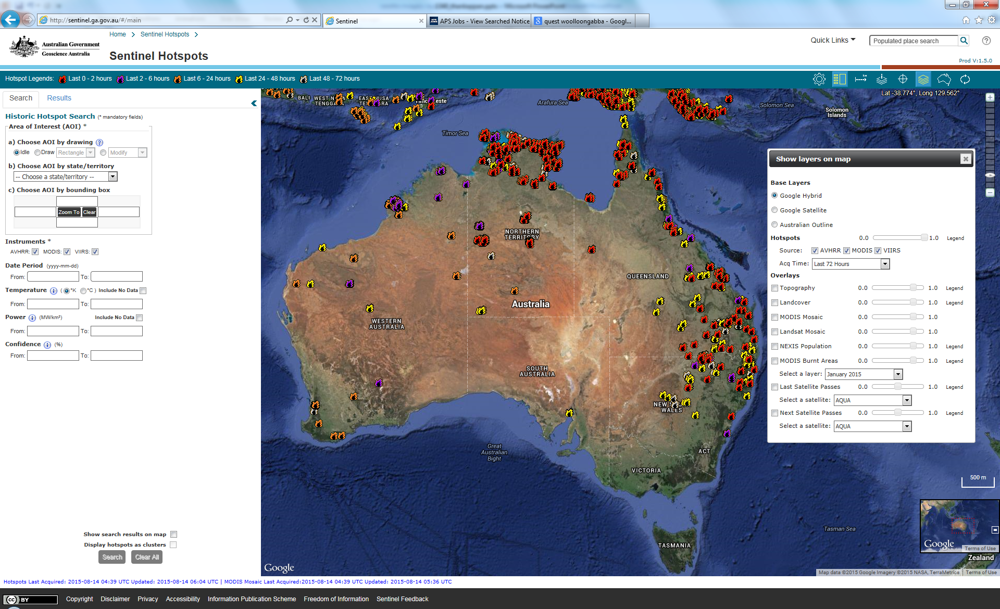 http://sentinel.ga.gov.au/#/main
Sentinel
APS JOBS
APS Jobs - View Searched Notice
quest woolloongabba - Googl...
Australian Government
Geoscience Australia
Home > Sentinel Hotspots >
Sentinel Hotspots
Quick Links
Populated place search
Prod V:1.5.0
Hotspot Legends: Last 0 - 2 hours Last 2 - 6 hours Last 6 - 24 hours Last 24 - 48 hours Last 48 - 72 hours
Search Results
Historic Hotspot Search (* mandatory fields)
Area of Interest (AOI) *
a) Choose AOI by drawing ?
Idle Draw Rectangle Modify
b) Choose AOI by state/territory
-- Choose a state/territory --
c) Choose AOI by bounding box
Zoom To Clear
Instruments *
AVHRR: MODIS: VIIRS:
Date Period (yyyy-mm-dd)
From: To:
Temperature i ( °K °C ) Include No Data
From: To:
Power i (MW/km²) Include No Data
From: To:
Confidence i (%)
From: To:
Show search results on map
Display hotspots as clusters
Search Clear All
Lat -38.774°, Long 129.562°
BALI
Arafura Sea
Solomon Sea
Solomon
Islands
Timor Sea
NORTHERN
TERRITORY
QUEENSLAND
Australia
WESTERN
AUSTRALIA
SOUTH
AUSTRALIA
NEW
WALES
Great
Australian
Bight
ACT
VICTORIA
TASMANIA
Tasman Sea
Show layers on map
Base Layers
Google Hybrid
Google Satellite
Australian Outline
Hotspots 0.0 1.0 Legend
Source: AVHRR MODIS VIIRS
Acq Time: Last 72 Hours
Overlays
Topography 0.0 1.0 Legend
Landcover 0.0 1.0 Legend
MODIS Mosaic 0.0 1.0
Landsat Mosaic 0.0 1.0
NEXIS Population 0.0 1.0 Legend
MODIS Burnt Areas 0.0 1.0 Legend
Select a layer: January 2015
Last Satellite Passes 0.0 1.0 Legend
Select a satellite: AQUA
Next Satellite Passes 0.0 1.0 Legend
Select a satellite: AQUA
500 m
Google
Terms of Use
Zealand
Google
Map data ©2015 Google Imagery ©2015 NASA, TerraMetrics Terms of Use
Hotspots Last Acquired: 2015-08-14 04:39 UTC Updated: 2015-08-14 06:04 UTC | MODIS Mosaic Last Acquired:2015-08-14 04:39 UTC Updated: 2015-08-14 05:36 UTC
cc BY
Copyright Disclaimer Privacy Accessibility Information Publication Scheme Freedom of Information Sentinel Feedback